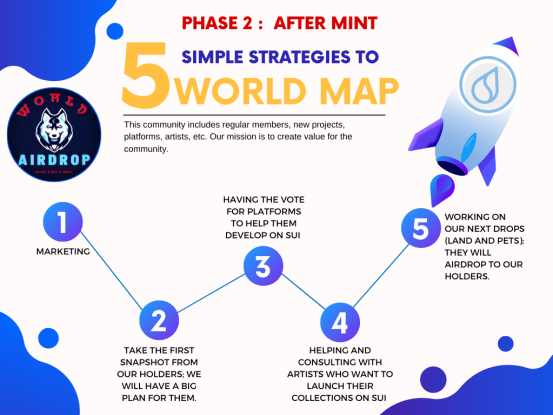 PHASE 2 : AFTER MINT
5
SIMPLE STRATEGIES TO
WORLD MAP
This community includes regular members, new projects,
platforms, artists, etc. Our mission is to create value for the
community.
WORLD
AIRDROP
1
MARKETING
2
TAKE THE FIRST
SNAPSHOT FROM
OUR HOLDERS; WE
WILL HAVE A BIG
PLAN FOR THEM.
HAVING THE VOTE
FOR PLATFORMS
TO HELP THEM
DEVELOP ON SUI
3
4
HELPING AND
CONSULTING WITH
ARTISTS WHO WANT TO
LAUNCH THEIR
COLLECTIONS ON SUI
5
WORKING ON
OUR NEXT DROPS
(LAND AND PETS);
THEY WILL
AIRDROP TO OUR
HOLDERS.